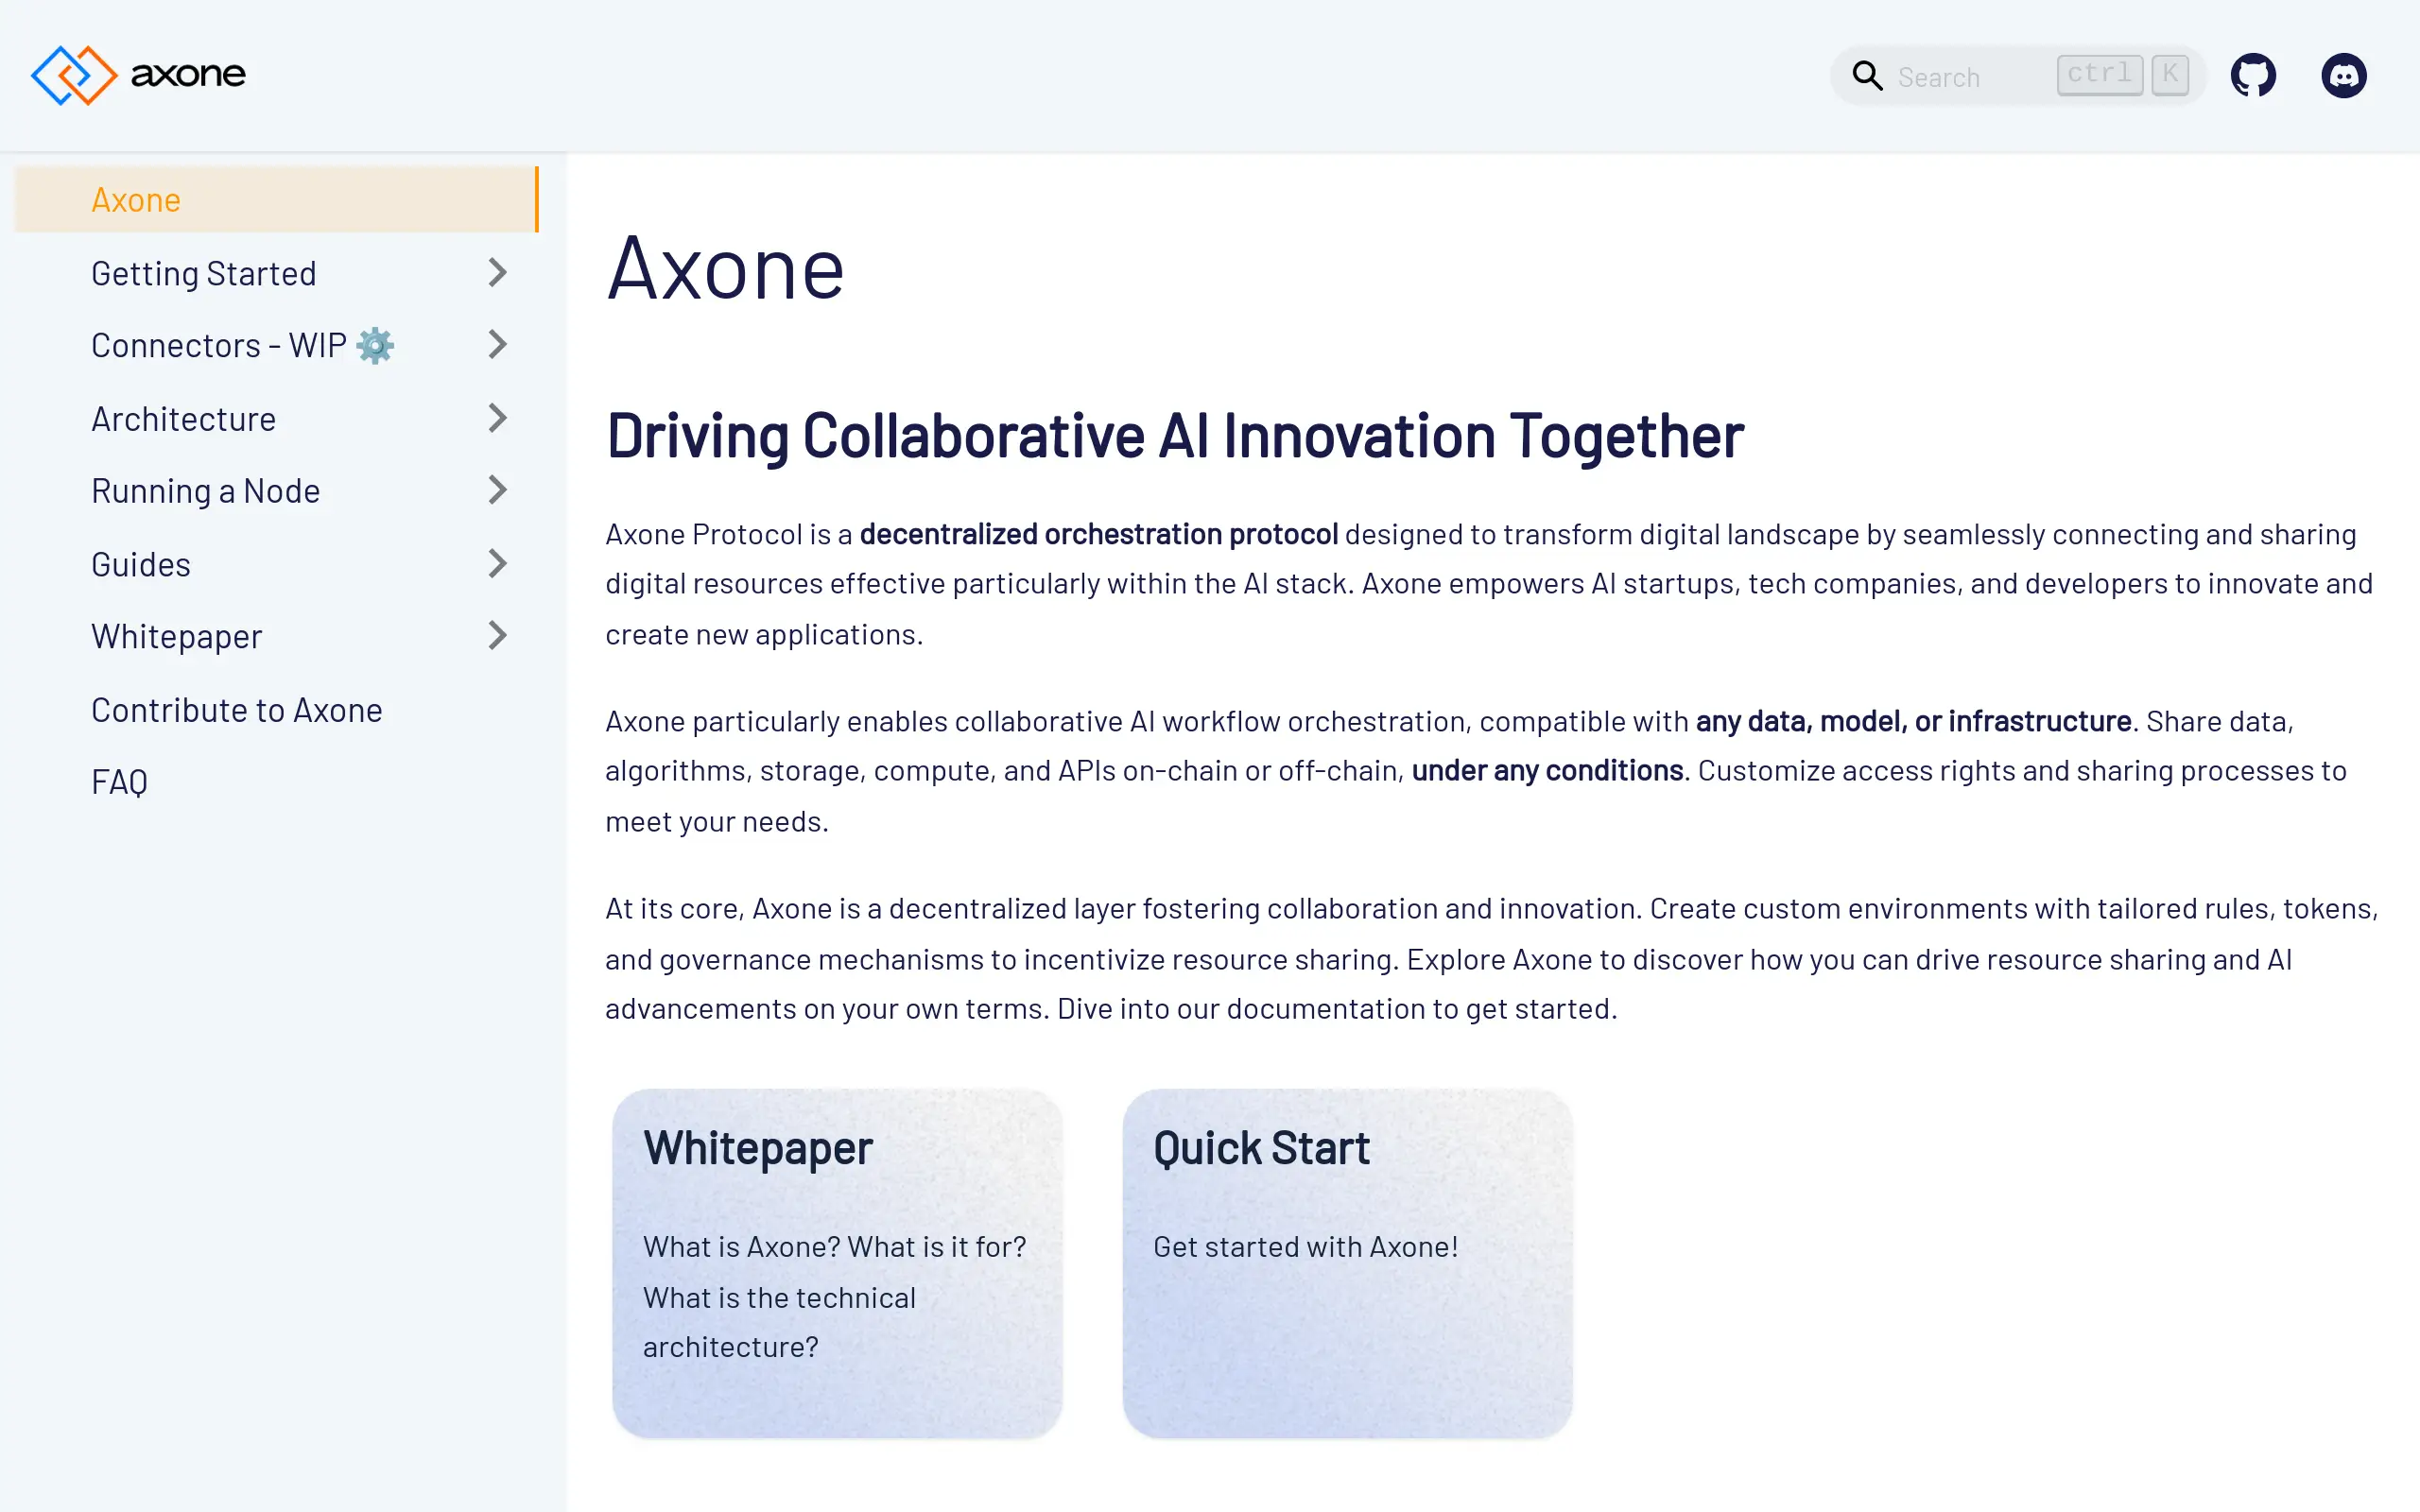 axone
Search ctrl K
Axone
Getting Started
Connectors - WIP ⚙️
Architecture
Running a Node
Guides
Whitepaper
Contribute to Axone
FAQ
Axone
Driving Collaborative AI Innovation Together
Axone Protocol is a decentralized orchestration protocol designed to transform digital landscape by seamlessly connecting and sharing
digital resources effective particularly within the AI stack. Axone empowers AI startups, tech companies, and developers to innovate and
create new applications.
Axone particularly enables collaborative AI workflow orchestration, compatible with any data, model, or infrastructure. Share data,
algorithms, storage, compute, and APIs on-chain or off-chain, under any conditions. Customize access rights and sharing processes to
meet your needs.
At its core, Axone is a decentralized layer fostering collaboration and innovation. Create custom environments with tailored rules, tokens,
and governance mechanisms to incentivize resource sharing. Explore Axone to discover how you can drive resource sharing and AI
advancements on your own terms. Dive into our documentation to get started.
Whitepaper
What is Axone? What is it for?
What is the technical
architecture?
Quick Start
Get started with Axone!